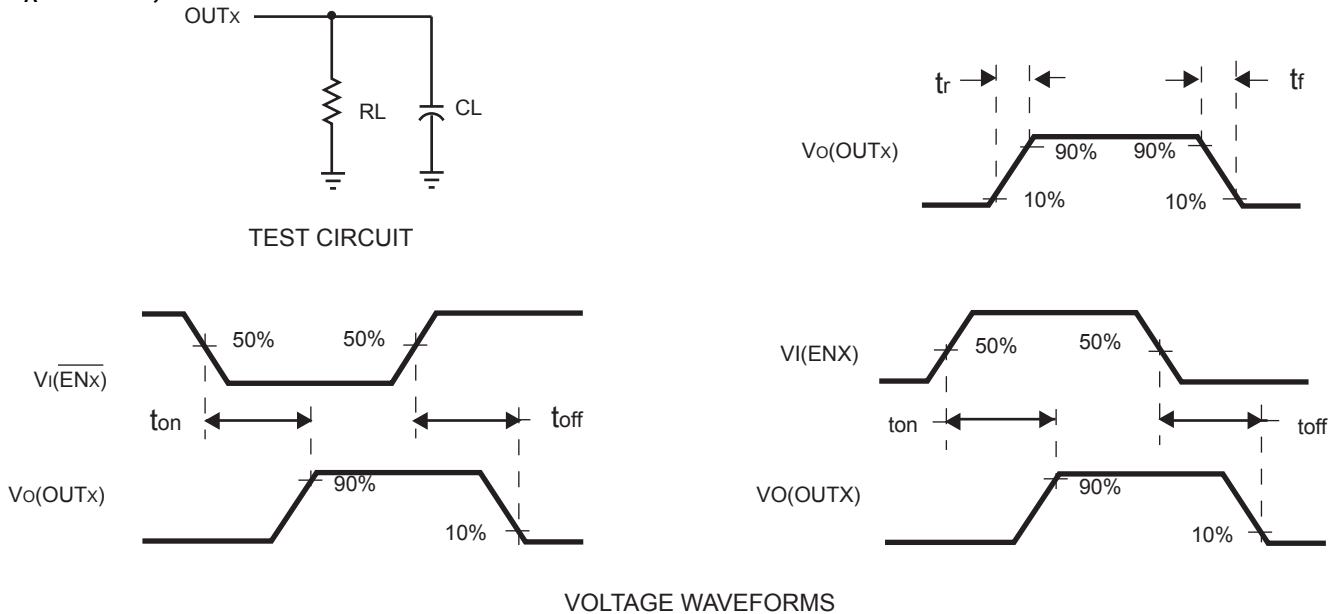 OUTx
RL
CL
TEST CIRCUIT
tr
tf
VO(OUTx)
90%
90%
10%
10%
VI(ENx)
50%
50%
ton
toff
VO(OUTx)
90%
10%
VI(ENX)
50%
50%
ton
toff
VO(OUTX)
90%
10%
VOLTAGE WAVEFORMS